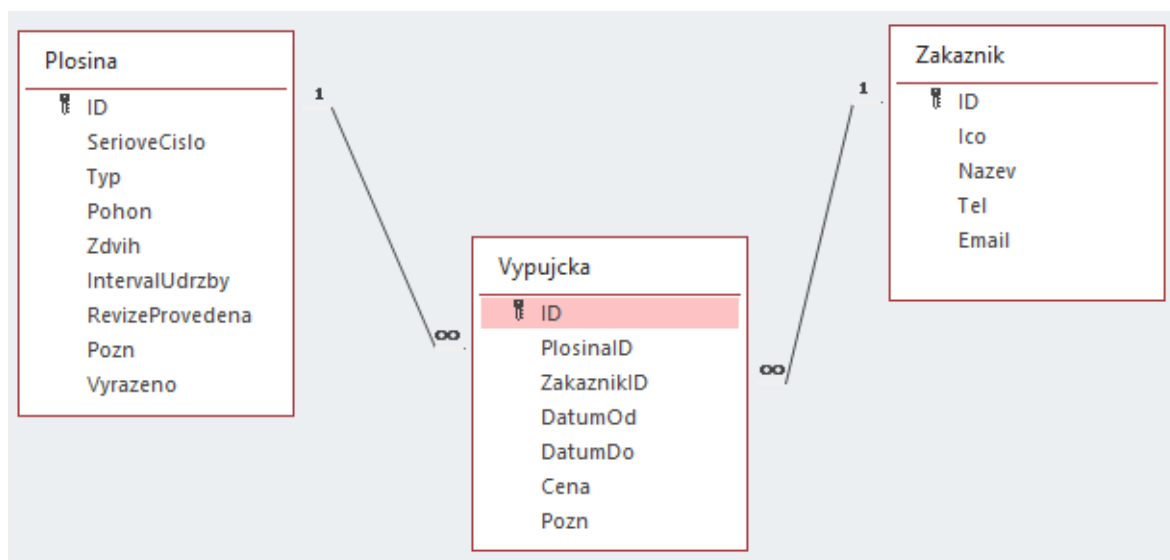 Plosina
ID
SerioveCislo
Typ
Pohon
Zdvih
IntervalUdrzby
RevizeProvedena
Pozn
Vyrazeno
1
∞
Vypujcka
ID
PlosinaID
ZakaznikID
DatumOd
DatumDo
Cena
Pozn
1
∞
Zakaznik
ID
Ico
Nazev
Tel
Email